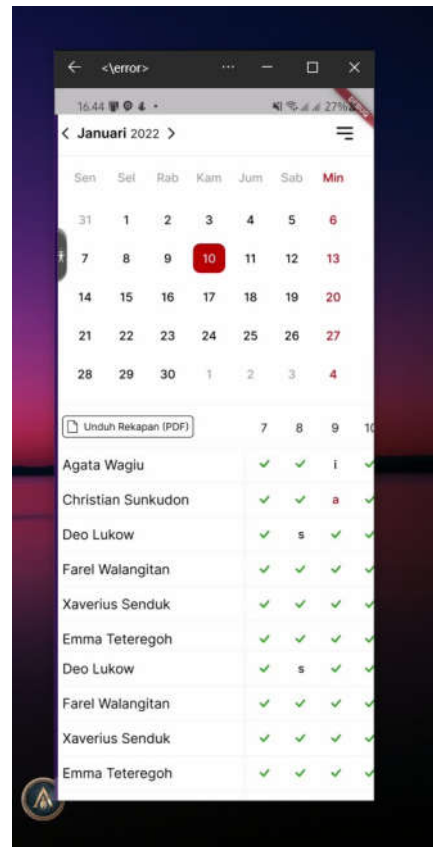 <\error>
16.44 27%
Januari 2022
Sen Sel Rab Kam Jum Sab Min
31 1 2 3 4 5 6
7 8 9 10 11 12 13
14 15 16 17 18 19 20
21 22 23 24 25 26 27
28 29 30 1 2 3 4
Unduh Rekapan (PDF) 7 8 9 10
Agata Wagiu i
Christian Sunkudon a
Deo Lukow s
Farel Walangitan
Xaverius Senduk
Emma Teteregoh
Deo Lukow s
Farel Walangitan
Xaverius Senduk
Emma Teteregoh